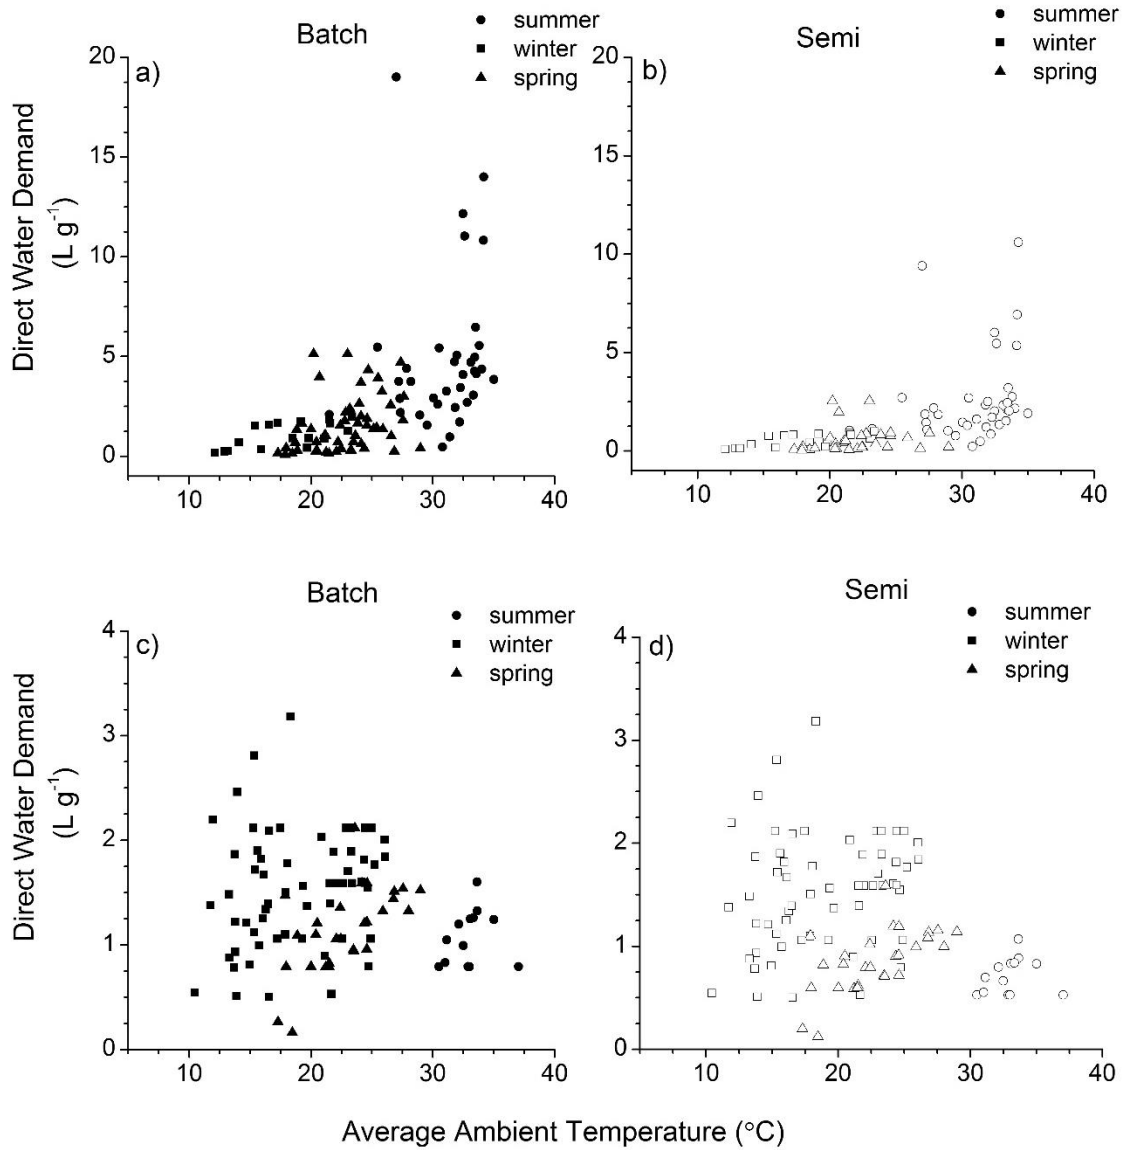 Batch
summer
winter
spring
a)
20
15
10
5
0
10
20
30
40
Direct Water Demand
(L g⁻¹)
Semi
summer
winter
spring
b)
20
15
10
5
0
10
20
30
40
Batch
summer
winter
spring
c)
4
3
2
1
0
10
20
30
40
Direct Water Demand
(L g⁻¹)
Semi
summer
winter
spring
d)
4
3
2
1
0
10
20
30
40
Average Ambient Temperature (°C)